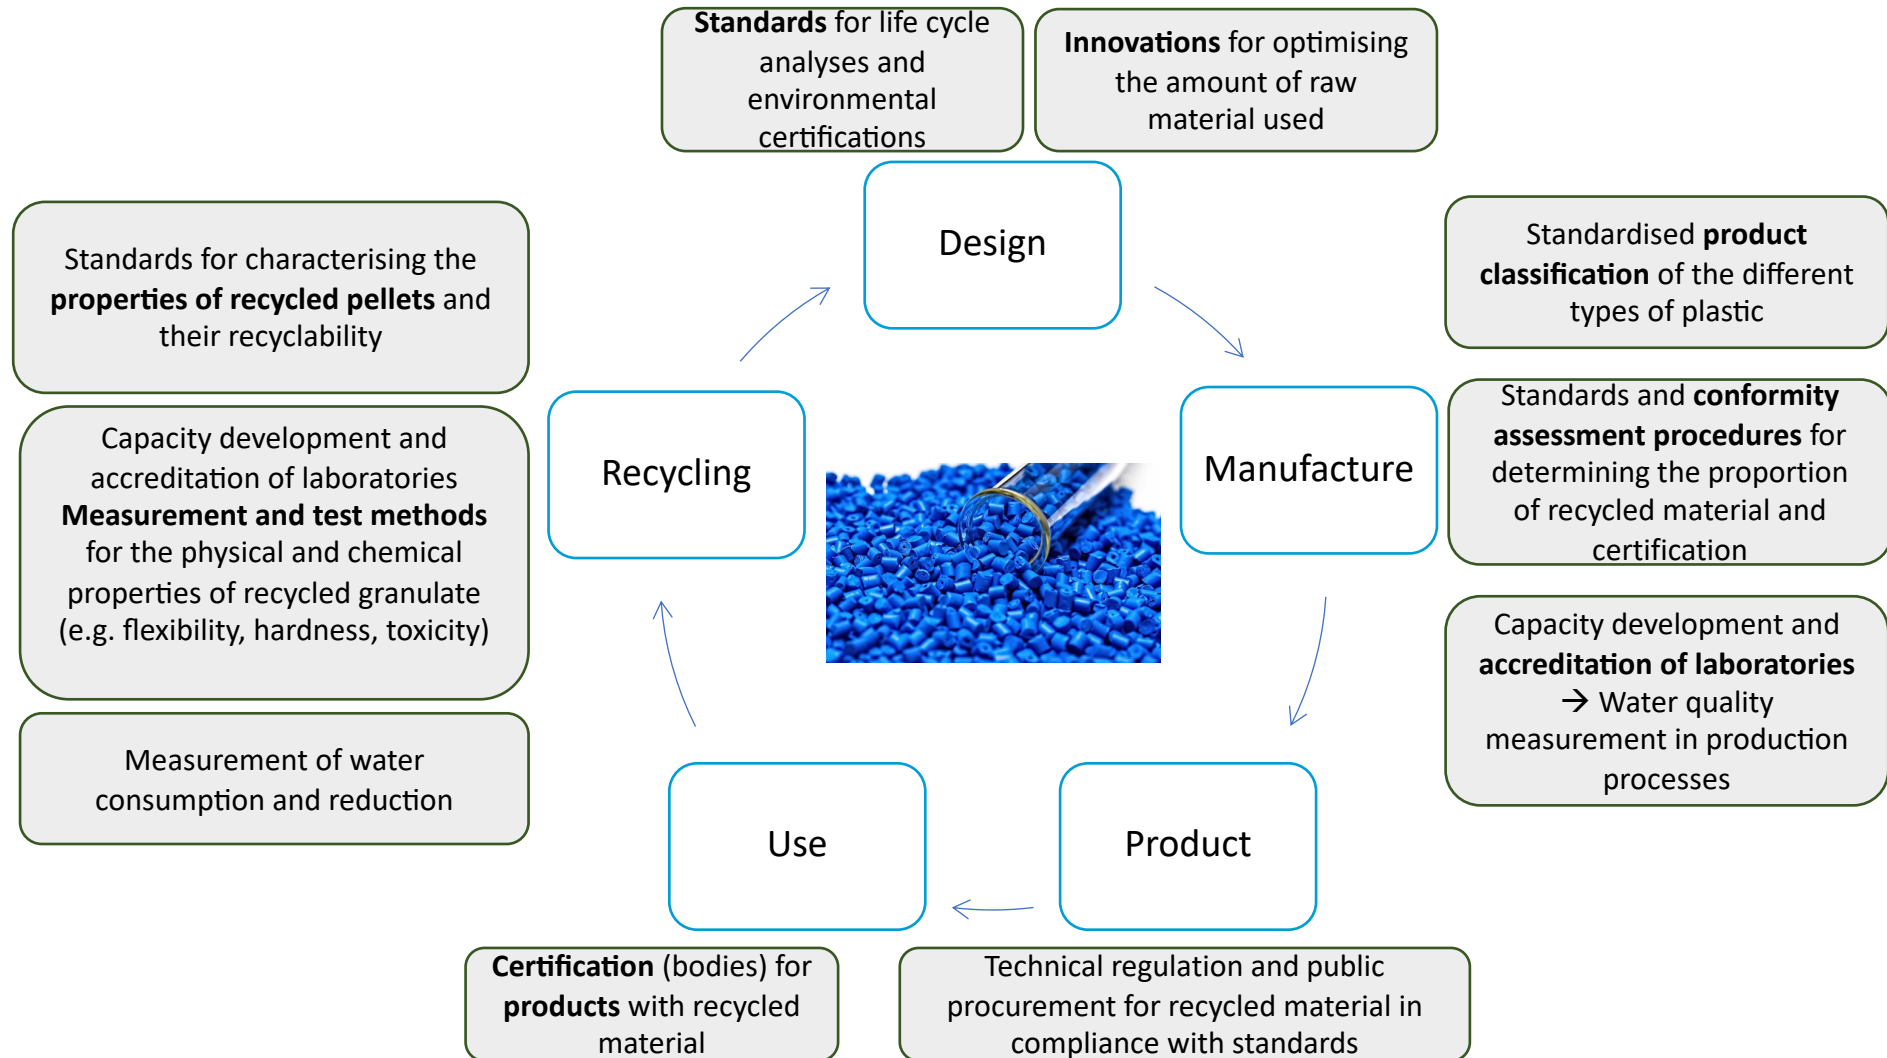 Standards for life cycle
analyses and
environmental
certifications
Innovations for optimising
the amount of raw
material used
Design
Standards for characterising the
properties of recycled pellets and
their recyclability
Standardised product
classification of the different
types of plastic
Recycling
Manufacture
Capacity development and
accreditation of laboratories
Measurement and test methods
for the physical and chemical
properties of recycled granulate
(e.g. flexibility, hardness, toxicity)
Standards and conformity
assessment procedures for
determining the proportion
of recycled material and
certification
Capacity development and
accreditation of laboratories
→ Water quality
measurement in production
processes
Measurement of water
consumption and reduction
Use
Product
Certification (bodies) for
products with recycled
material
Technical regulation and public
procurement for recycled material in
compliance with standards